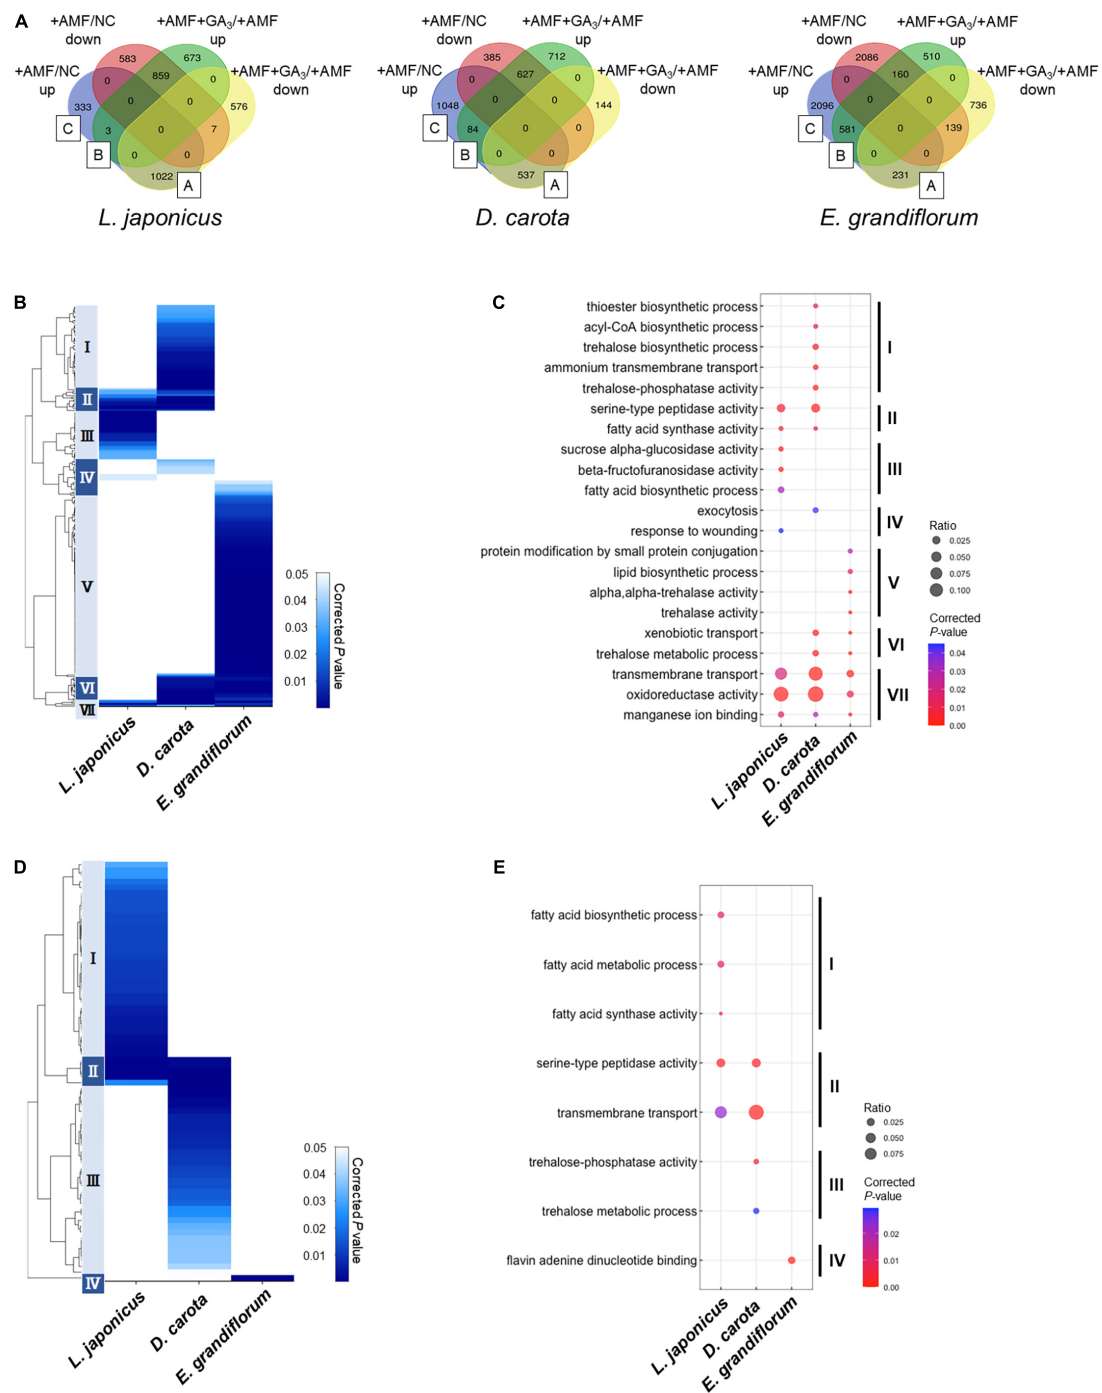 A
+AMF/NC
down
+AMF+GA3/+AMF
up
+AMF/NC
up
+AMF+GA3/+AMF
down
583
673
0
859
0
333
0
576
3
0
7
0
0
1022
C
B
A
L. japonicus
+AMF/NC
down
+AMF+GA3/+AMF
up
+AMF/NC
up
+AMF+GA3/+AMF
down
385
712
0
627
0
1048
0
0
144
84
0
0
0
0
537
C
B
A
D. carota
+AMF/NC
down
+AMF+GA3/+AMF
up
+AMF/NC
up
+AMF+GA3/+AMF
down
2086
510
0
160
0
2096
0
0
736
581
0
139
0
0
231
C
B
A
E. grandiflorum
B
I
II
III
IV
V
VI
VII
L. japonicus
D. carota
E. grandiflorum
0.05
0.04
0.03
0.02
0.01
Corrected P value
C
thioester biosynthetic process
acyl-CoA biosynthetic process
trehalose biosynthetic process
ammonium transmembrane transport
trehalose-phosphatase activity
serine-type peptidase activity
fatty acid synthase activity
sucrose alpha-glucosidase activity
beta-fructofuranosidase activity
fatty acid biosynthetic process
exocytosis
response to wounding
protein modification by small protein conjugation
lipid biosynthetic process
alpha,alpha-trehalase activity
trehalase activity
xenobiotic transport
trehalose metabolic process
transmembrane transport
oxidoreductase activity
manganese ion binding
I
II
III
IV
V
VI
VII
L. japonicus
D. carota
E. grandiflorum
Ratio
0.025
0.050
0.075
0.100
Corrected
P-value
0.04
0.03
0.02
0.01
0.00
D
I
II
III
IV
L. japonicus
D. carota
E. grandiflorum
0.05
0.04
0.03
0.02
0.01
Corrected P value
E
fatty acid biosynthetic process
fatty acid metabolic process
fatty acid synthase activity
serine-type peptidase activity
transmembrane transport
trehalose-phosphatase activity
trehalose metabolic process
flavin adenine dinucleotide binding
I
II
III
IV
L. japonicus
D. carota
E. grandiflorum
Ratio
0.025
0.050
0.075
Corrected
P-value
0.02
0.01
0.00